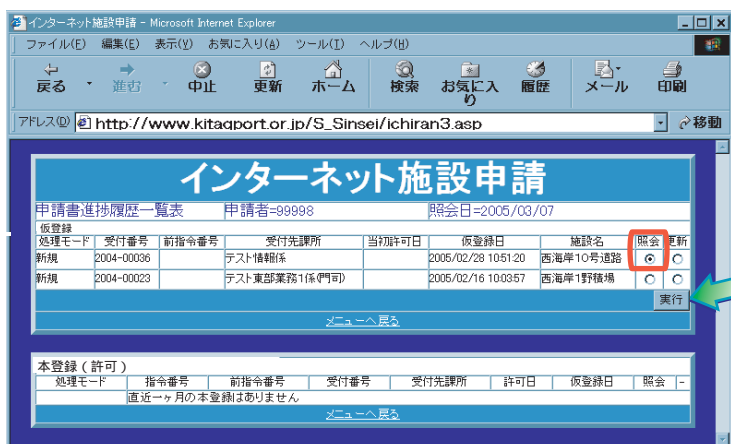 インターネット施設申請 - Microsoft Internet Explorer
ファイル(F) 編集(E) 表示(V) お気に入り(A) ツール(T) ヘルプ(H)
戻る 進む 中止 更新 ホーム 検索 お気に入り 履歴 メール 印刷
アドレス(D) http://www.kitaqport.or.jp/S_Sinsei/ichiran3.asp 移動
インターネット施設申請
申請書進捗履歴一覧表 申請者=99998 照会日=2005/03/07
仮登録
処理モード 受付番号 前指令番号 受付先課所 当初許可日 仮登録日 施設名 照会 更新
新規 2004-00036 テスト情報係 2005/02/28 10:51:20 西海岸10号道路
新規 2004-00023 テスト東部業務1係(門司) 2005/02/16 10:03:57 西海岸1野積場
実行
メニューへ戻る
本登録(許可)
処理モード 指令番号 前指令番号 受付番号 受付先課所 許可日 仮登録日 照会 -
直近一ヶ月の本登録はありません
メニューへ戻る